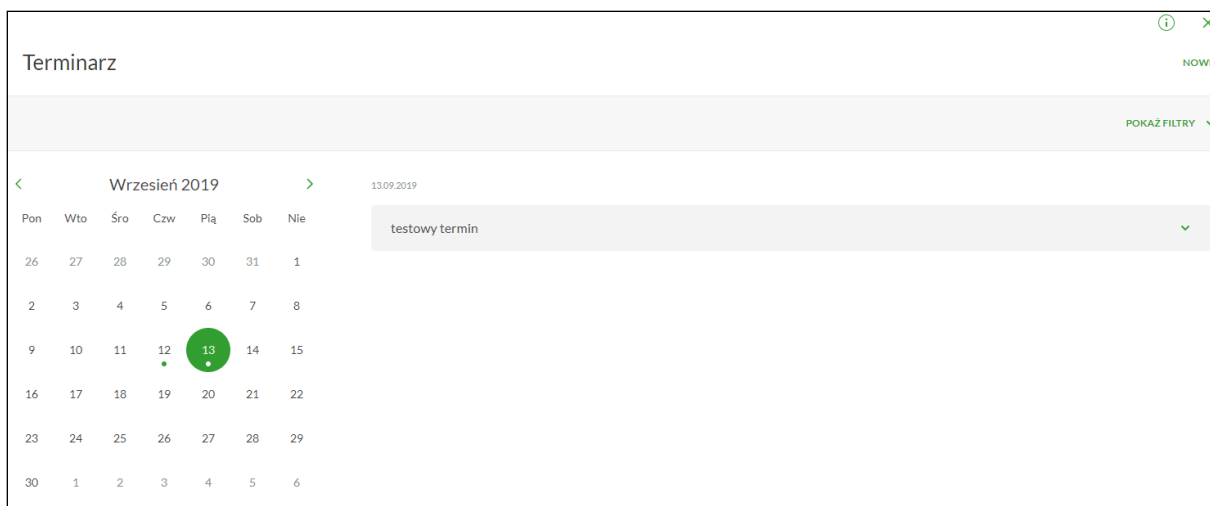 Terminarz
NOW
POKAŻ FILTRY
Wrzesień 2019
13.09.2019
Pon Wto Śro Czw Pią Sob Nie
testowy termin
26 27 28 29 30 31 1
2 3 4 5 6 7 8
9 10 11 12 13 14 15
16 17 18 19 20 21 22
23 24 25 26 27 28 29
30 1 2 3 4 5 6